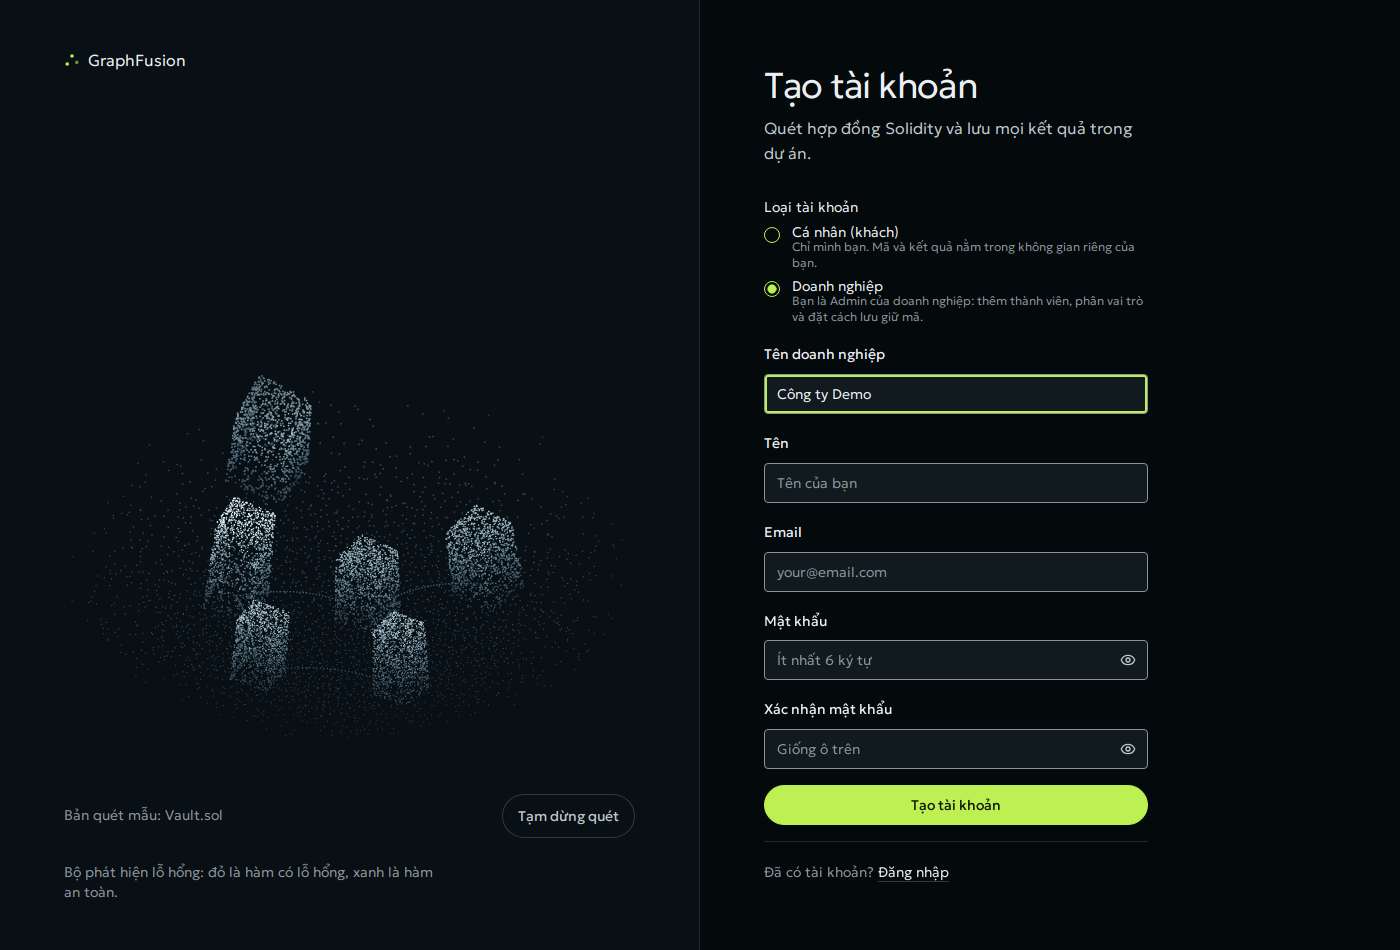 GraphFusion
Tạo tài khoản
Quét hợp đồng Solidity và lưu mọi kết quả trong
dự án.
Loại tài khoản
Cá nhân (khách)
Chỉ mình bạn. Mã và kết quả nằm trong không gian riêng của
bạn.
Doanh nghiệp
Bạn là Admin của doanh nghiệp: thêm thành viên, phân vai trò
và đặt cách lưu giữ mã.
Tên doanh nghiệp
Công ty Demo
Tên
Tên của bạn
Email
your@email.com
Mật khẩu
Ít nhất 6 ký tự
Xác nhận mật khẩu
Giống ô trên
Tạo tài khoản
Đã có tài khoản? Đăng nhập
Bản quét mẫu: Vault.sol
Tạm dừng quét
Bộ phát hiện lỗ hổng: đỏ là hàm có lỗ hổng, xanh là hàm
an toàn.